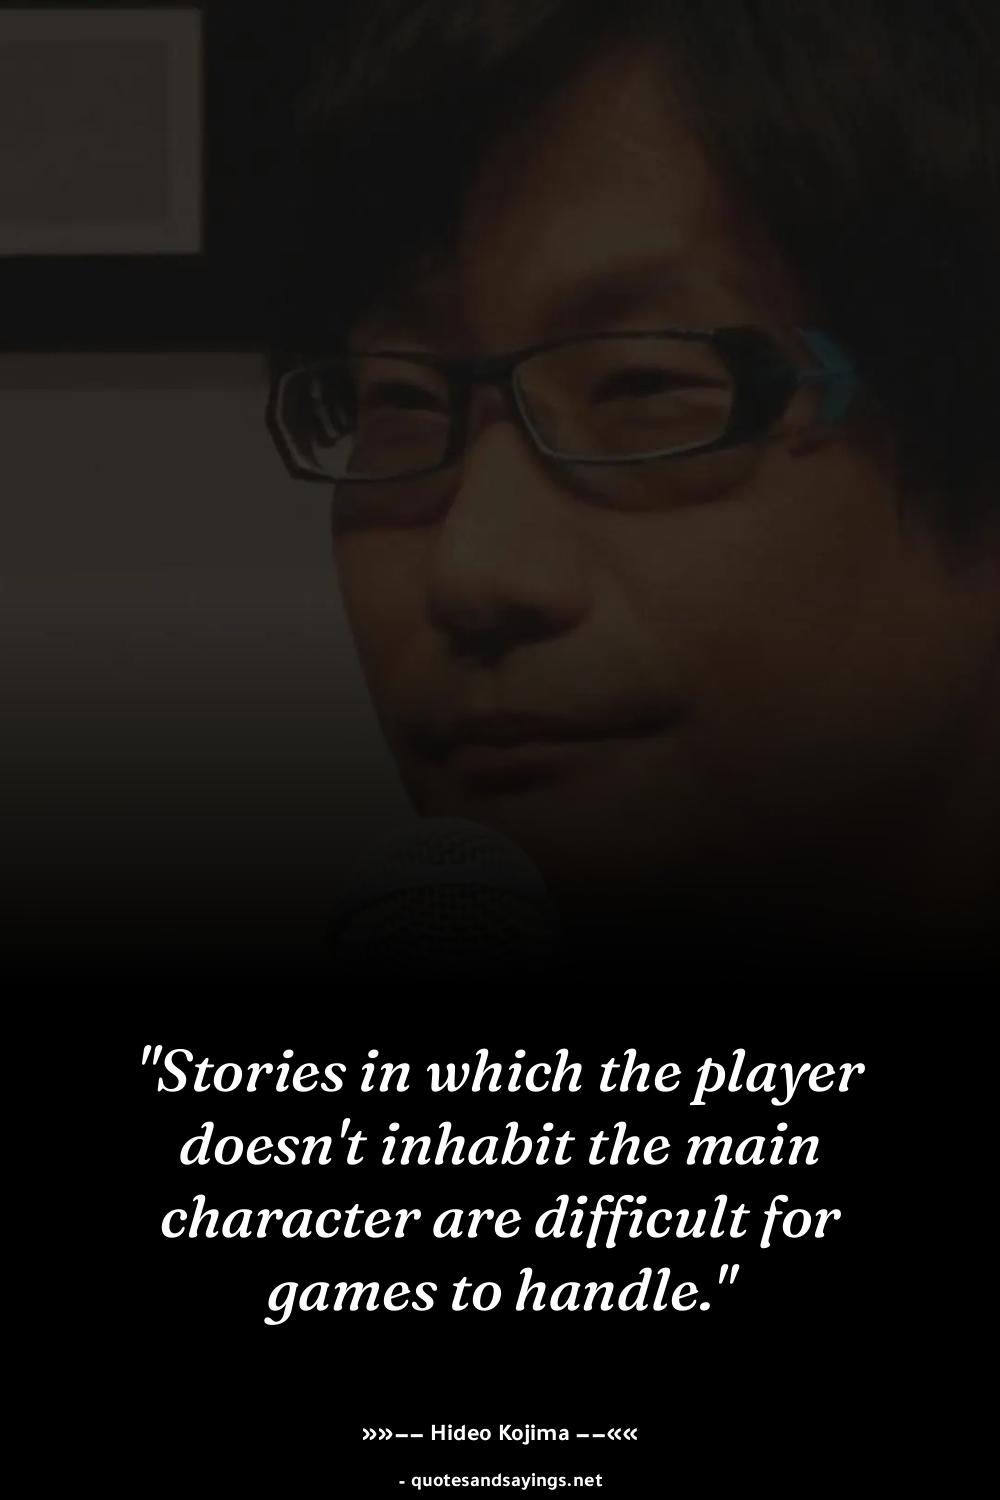 "Stories in which the player
doesn't inhabit the main
character are difficult for
games to handle."
»»–– Hideo Kojima ––««
- quotesandsayings.net